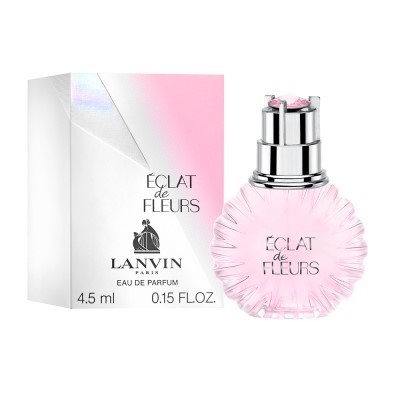 ÉCLAT
de
FLEURS
LANVIN
PARIS
EAU DE PARFUM
4.5 ml 0.15 FL.OZ.
ÉCLAT
de
FLEURS